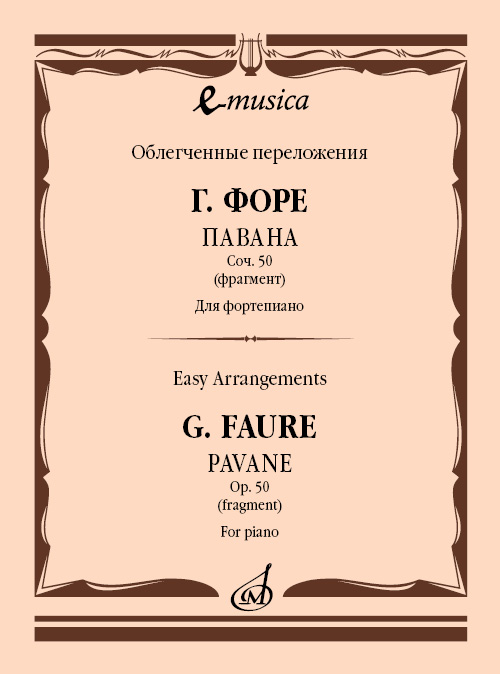 e-musica
Облегченные переложения
Г. ФОРЕ
ПАВАНА
Соч. 50
(фрагмент)
Для фортепиано
Easy Arrangements
G. FAURE
PAVANE
Op. 50
(fragment)
For piano